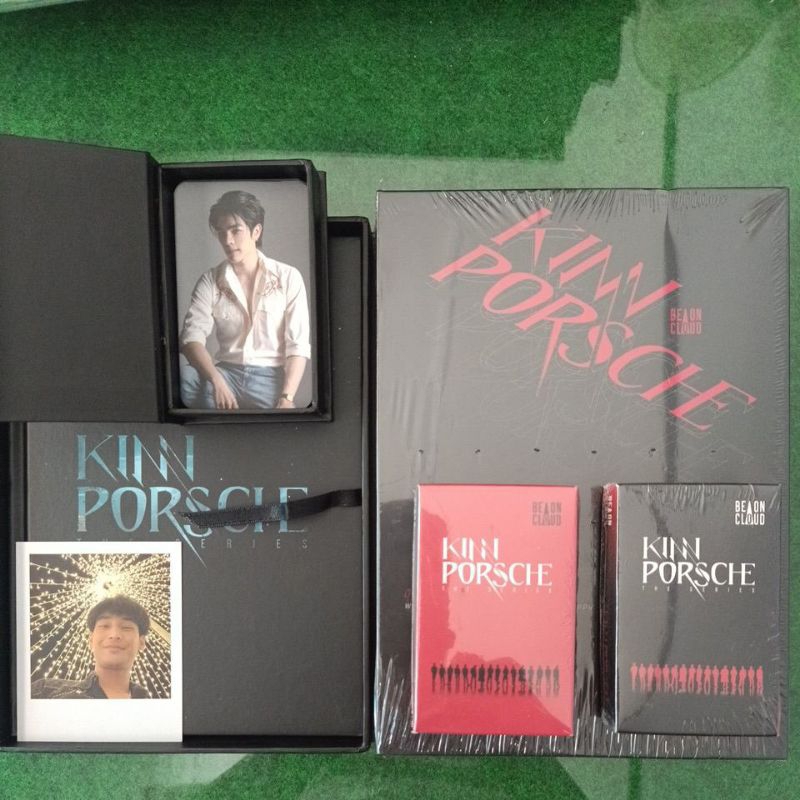 KINN
PORSCHE
BE ON
CLOUD
KINN
PORSCHE
THE SERIES
BE ON
CLOUD
KINN
PORSCHE
THE SERIES
BE ON
CLOUD
KINN
PORSCHE
THE SERIES